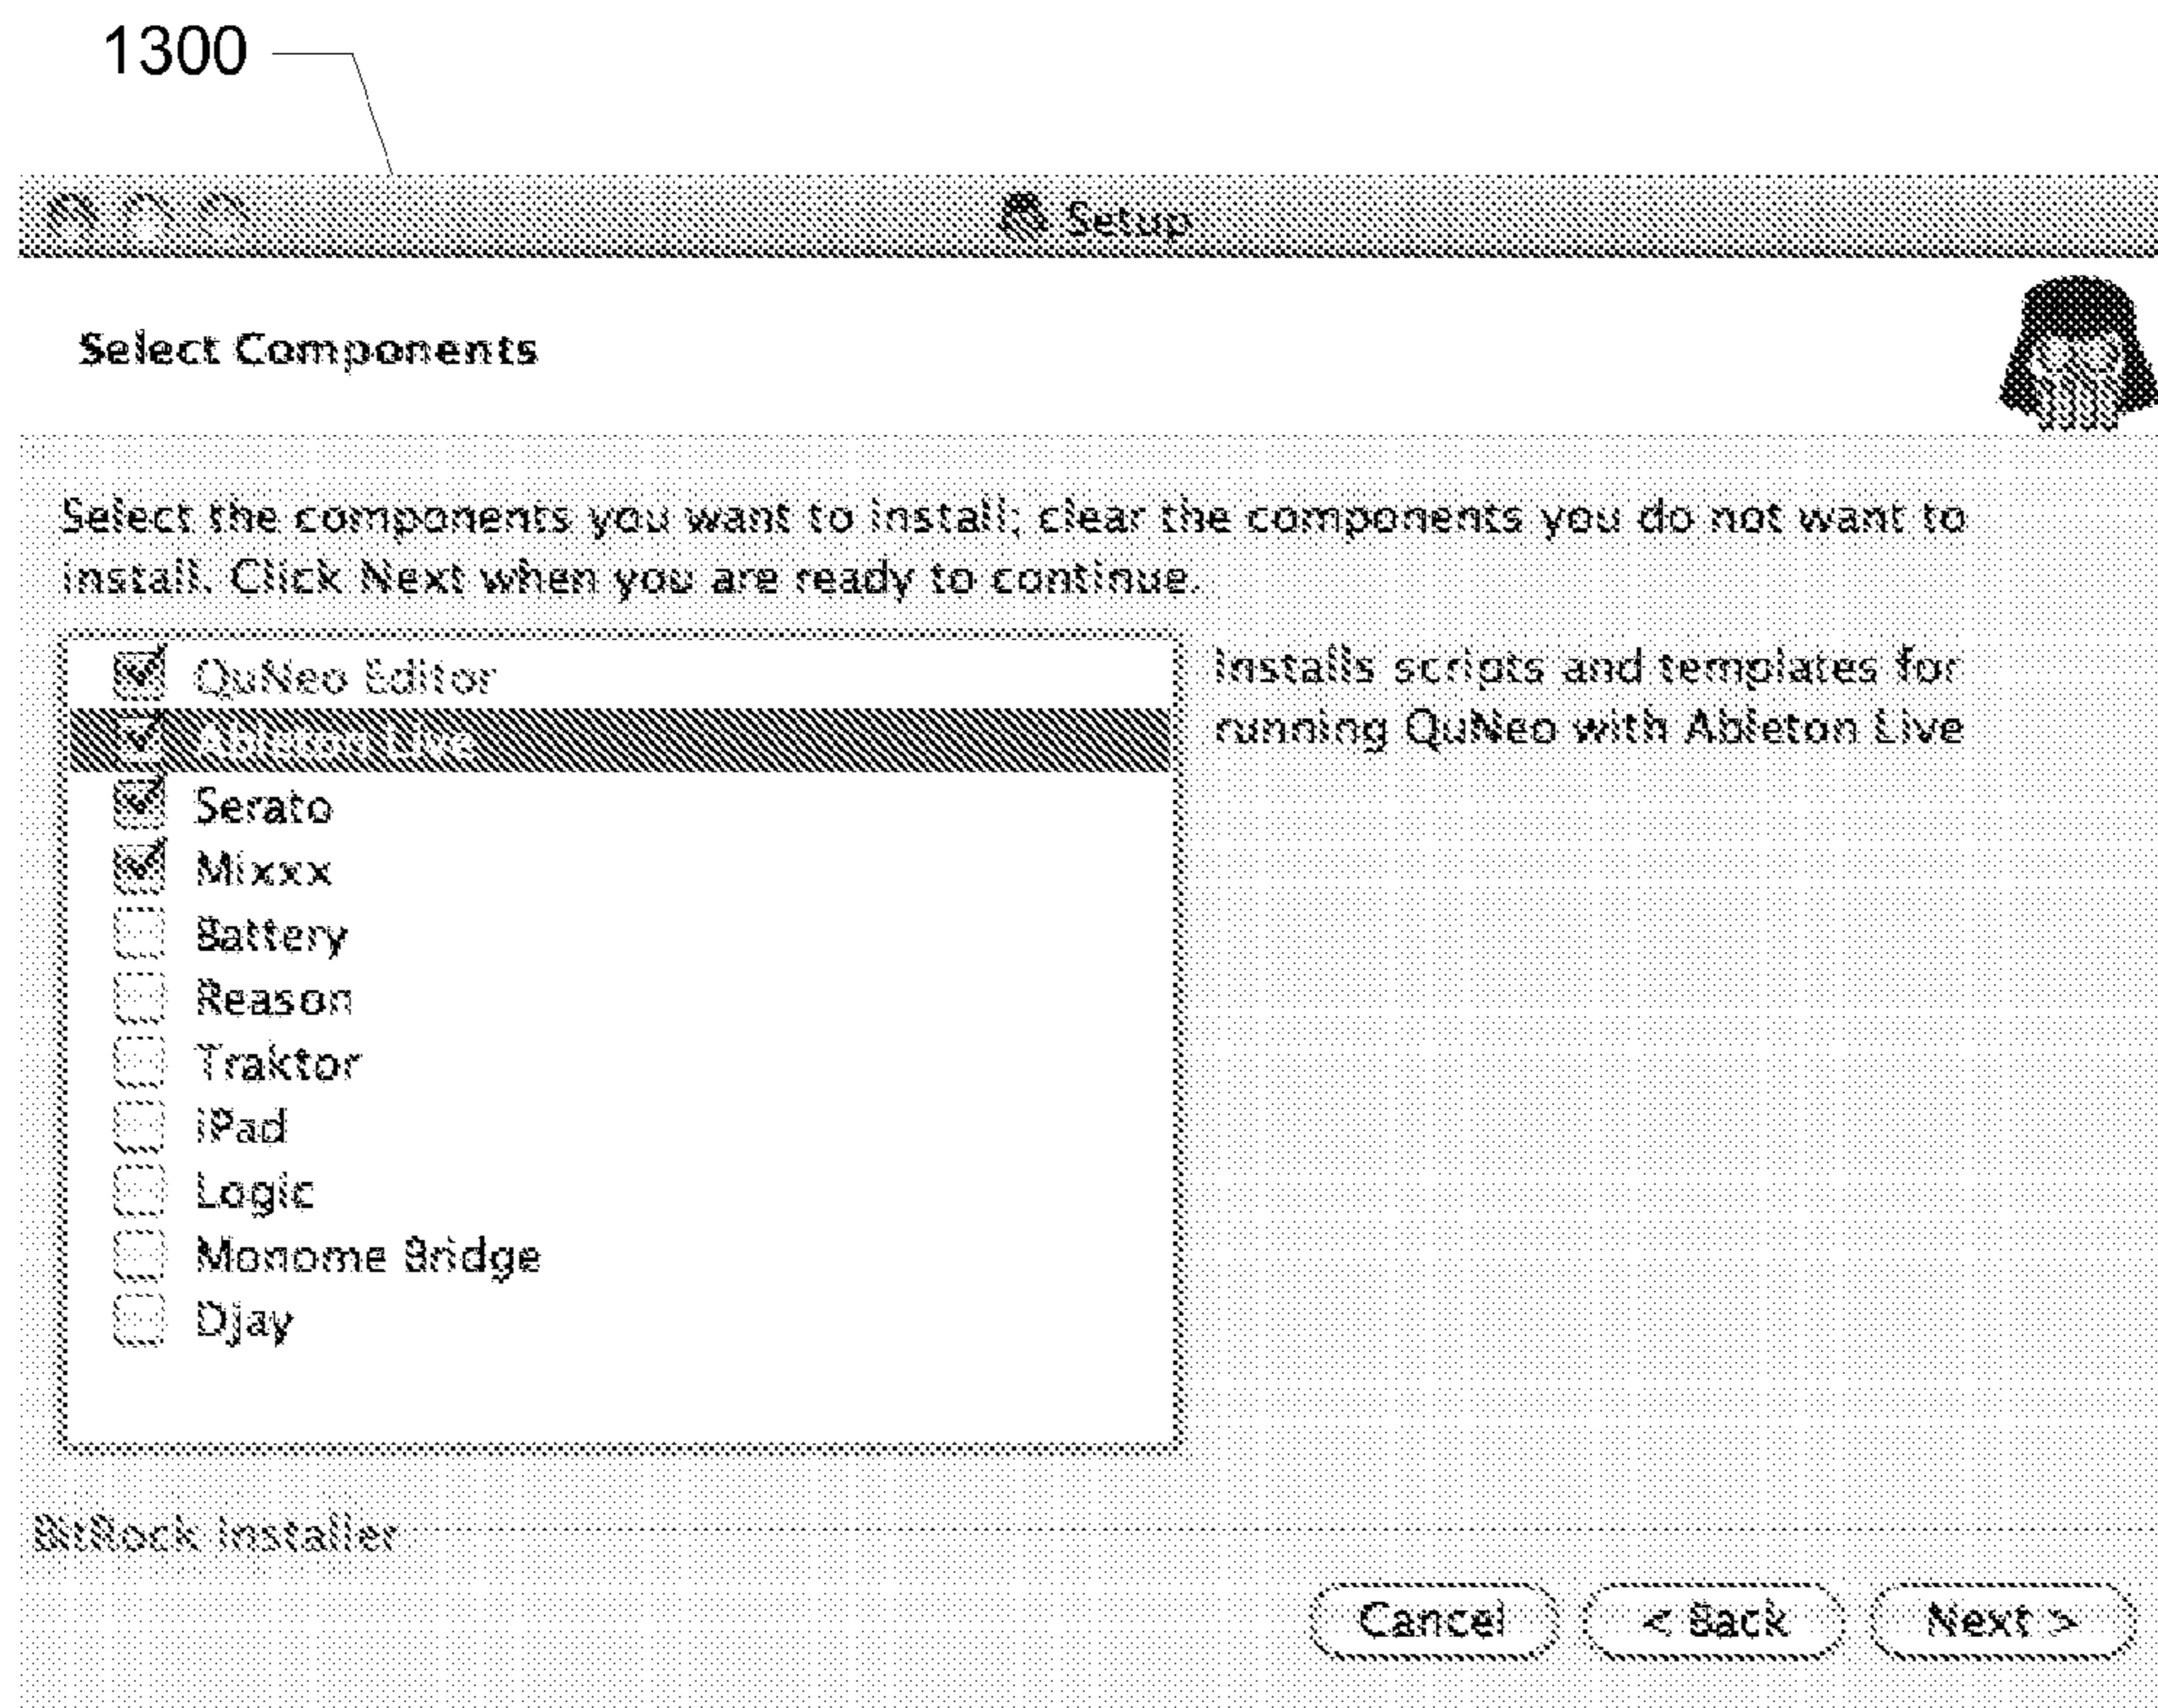 1300
Setup
Select Components
Select the components you want to install; clear the components you do not want to
install. Click Next when you are ready to continue.
QuNeo Editor
Installs scripts and templates for
Ableton Live
running QuNeo with Ableton Live
Serato
Mixxx
Battery
Reason
Traktor
iPad
Logic
Monome Bridge
Djay
BitRock Installer
Cancel
< Back
Next >